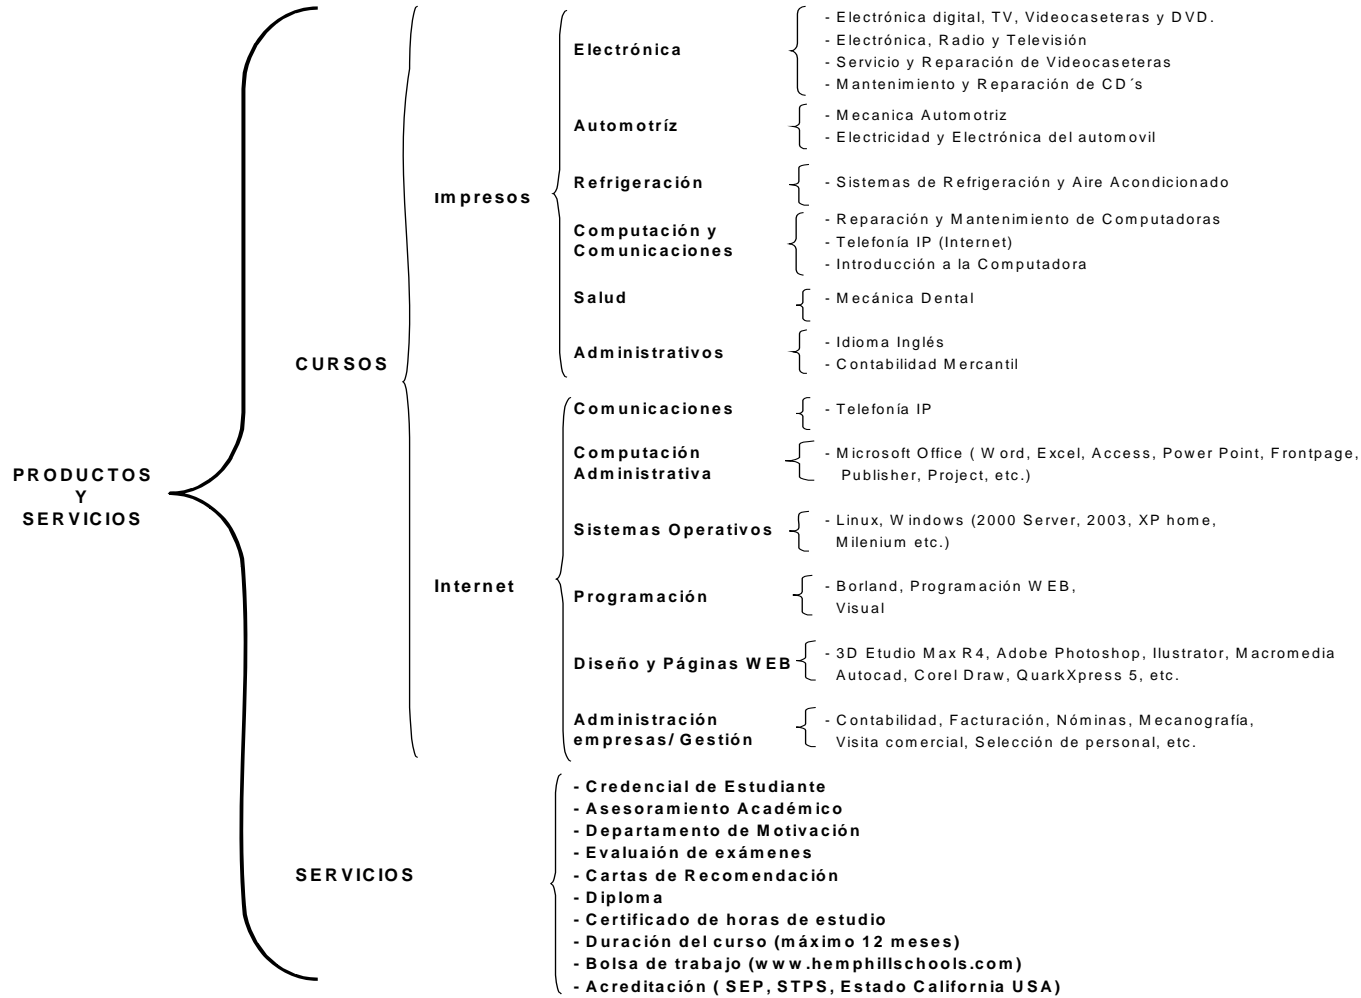 PRODUCTOS
Y
SERVICIOS
CURSOS
Impresos
Electrónica
- Electrónica digital, TV, Videocaseteras y DVD.
- Electrónica, Radio y Televisión
- Servicio y Reparación de Videocaseteras
- Mantenimiento y Reparación de CD´s
Automotríz
- Mecanica Automotriz
- Electricidad y Electrónica del automovil
Refrigeración
- Sistemas de Refrigeración y Aire Acondicionado
Computación y
Comunicaciones
- Reparación y Mantenimiento de Computadoras
- Telefonía IP (Internet)
- Introducción a la Computadora
Salud
- Mecánica Dental
Administrativos
- Idioma Inglés
- Contabilidad Mercantil
Internet
Comunicaciones
- Telefonía IP
Computación
Administrativa
- Microsoft Office ( Word, Excel, Access, Power Point, Frontpage,
Publisher, Project, etc.)
Sistemas Operativos
- Linux, Windows (2000 Server, 2003, XP home,
Milenium etc.)
Programación
- Borland, Programación WEB,
Visual
Diseño y Páginas WEB
- 3D Etudio Max R4, Adobe Photoshop, Ilustrator, Macromedia
Autocad, Corel Draw, QuarkXpress 5, etc.
Administración
empresas/ Gestión
- Contabilidad, Facturación, Nóminas, Mecanografía,
Visita comercial, Selección de personal, etc.
SERVICIOS
- Credencial de Estudiante
- Asesoramiento Académico
- Departamento de Motivación
- Evaluaión de exámenes
- Cartas de Recomendación
- Diploma
- Certificado de horas de estudio
- Duración del curso (máximo 12 meses)
- Bolsa de trabajo (www.hemphillschools.com)
- Acreditación ( SEP, STPS, Estado California USA)